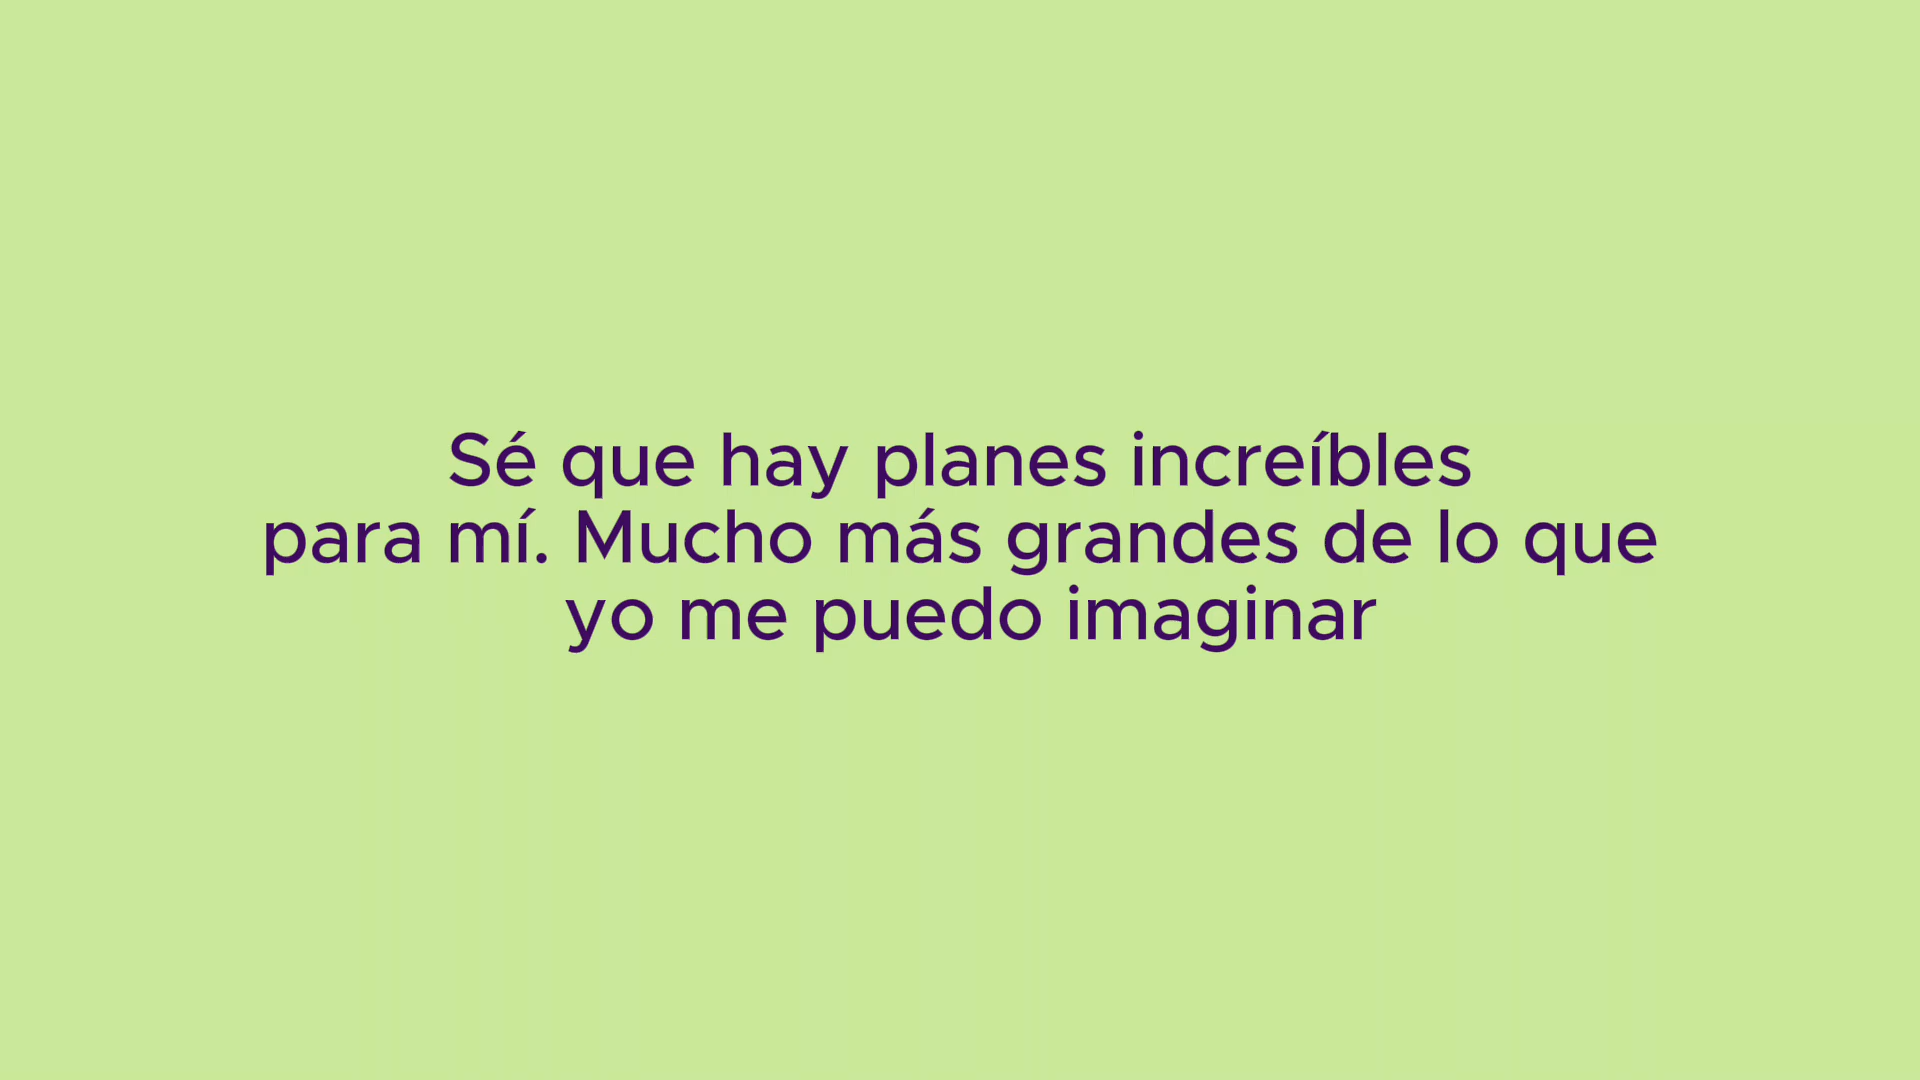 Sé que hay planes increíbles
para mí. Mucho más grandes de lo que
yo me puedo imaginar